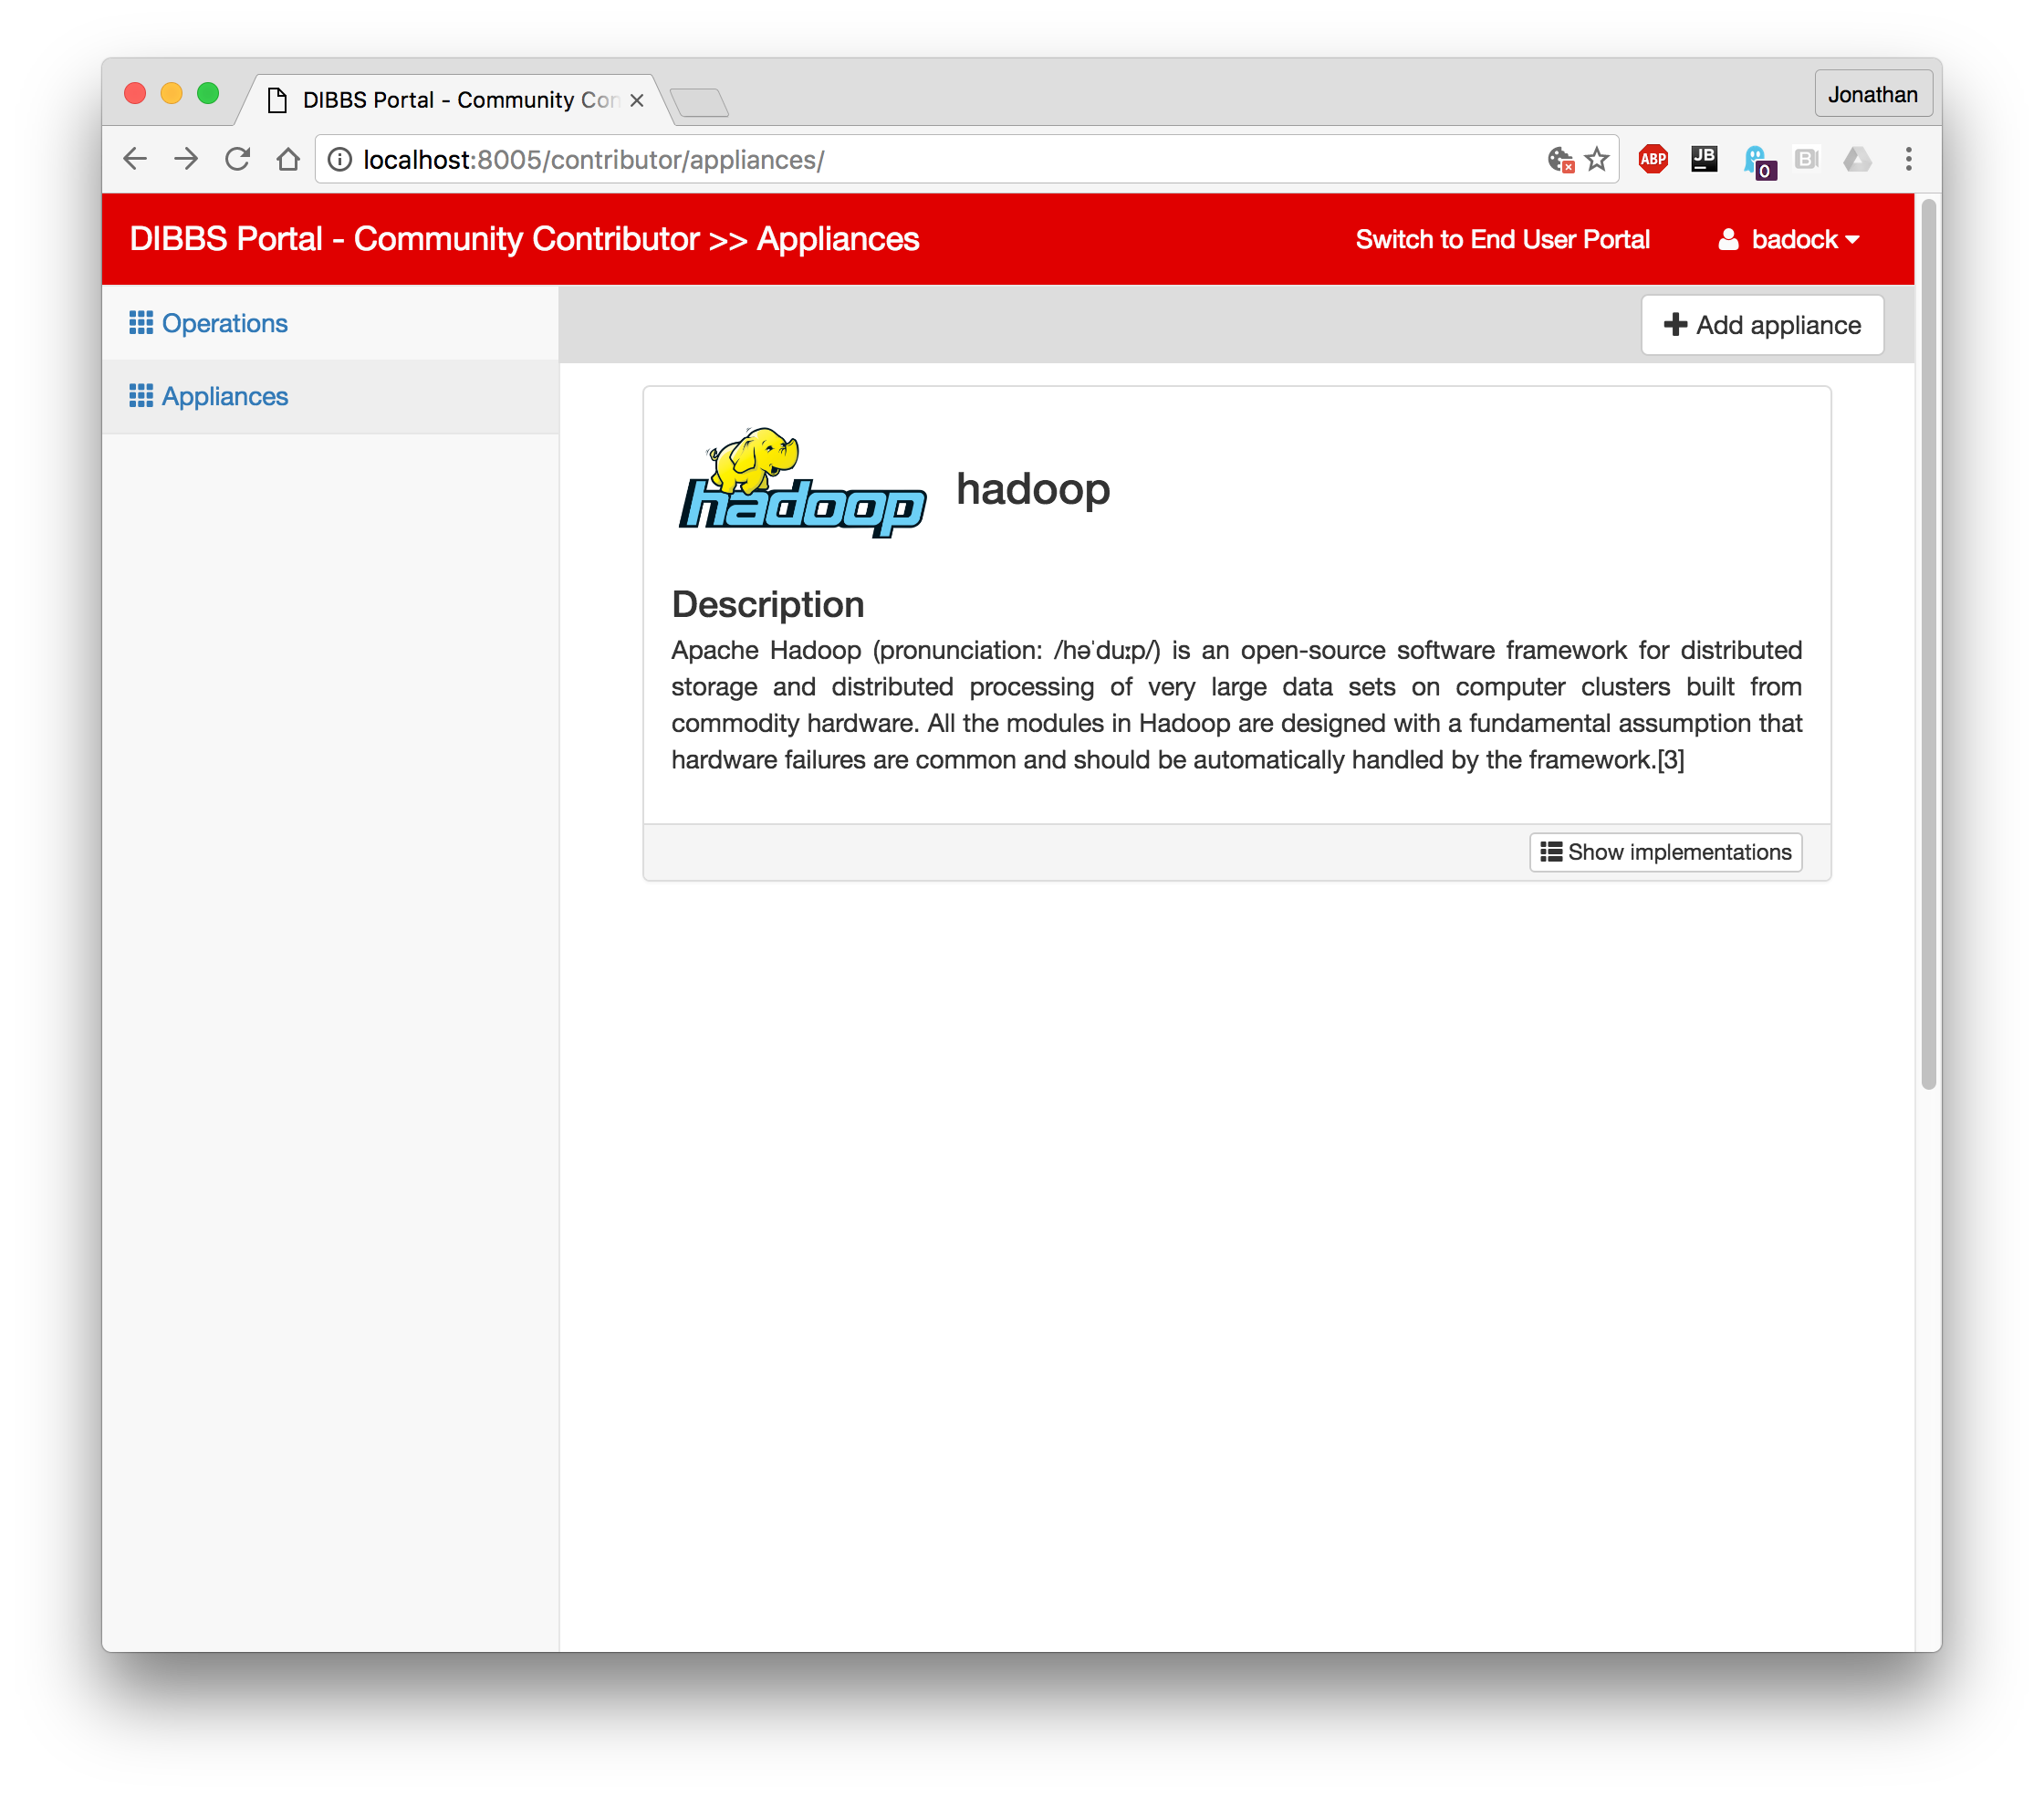 DIBBS Portal - Community Con
Jonathan
localhost:8005/contributor/appliances/
ABP
JB
0
B
DIBBS Portal - Community Contributor >> Appliances
Switch to End User Portal
badock
Operations
Add appliance
Appliances
hadoop
hadoop
Description
Apache Hadoop (pronunciation: /həˈduːp/) is an open-source software framework for distributed
storage and distributed processing of very large data sets on computer clusters built from
commodity hardware. All the modules in Hadoop are designed with a fundamental assumption that
hardware failures are common and should be automatically handled by the framework.[3]
Show implementations